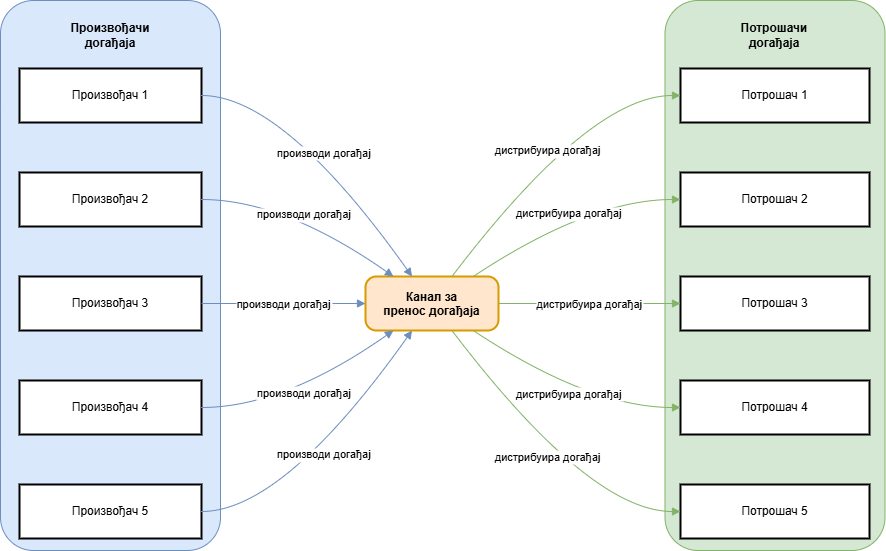 Произвођачи
догађаја
Произвођач 1
Произвођач 2
Произвођач 3
Произвођач 4
Произвођач 5
производи догађај
производи догађај
производи догађај
производи догађај
производи догађај
Канал за
пренос догађаја
дистрибуира догађај
дистрибуира догађај
дистрибуира догађај
дистрибуира догађај
дистрибуира догађај
Потрошачи
догађаја
Потрошач 1
Потрошач 2
Потрошач 3
Потрошач 4
Потрошач 5